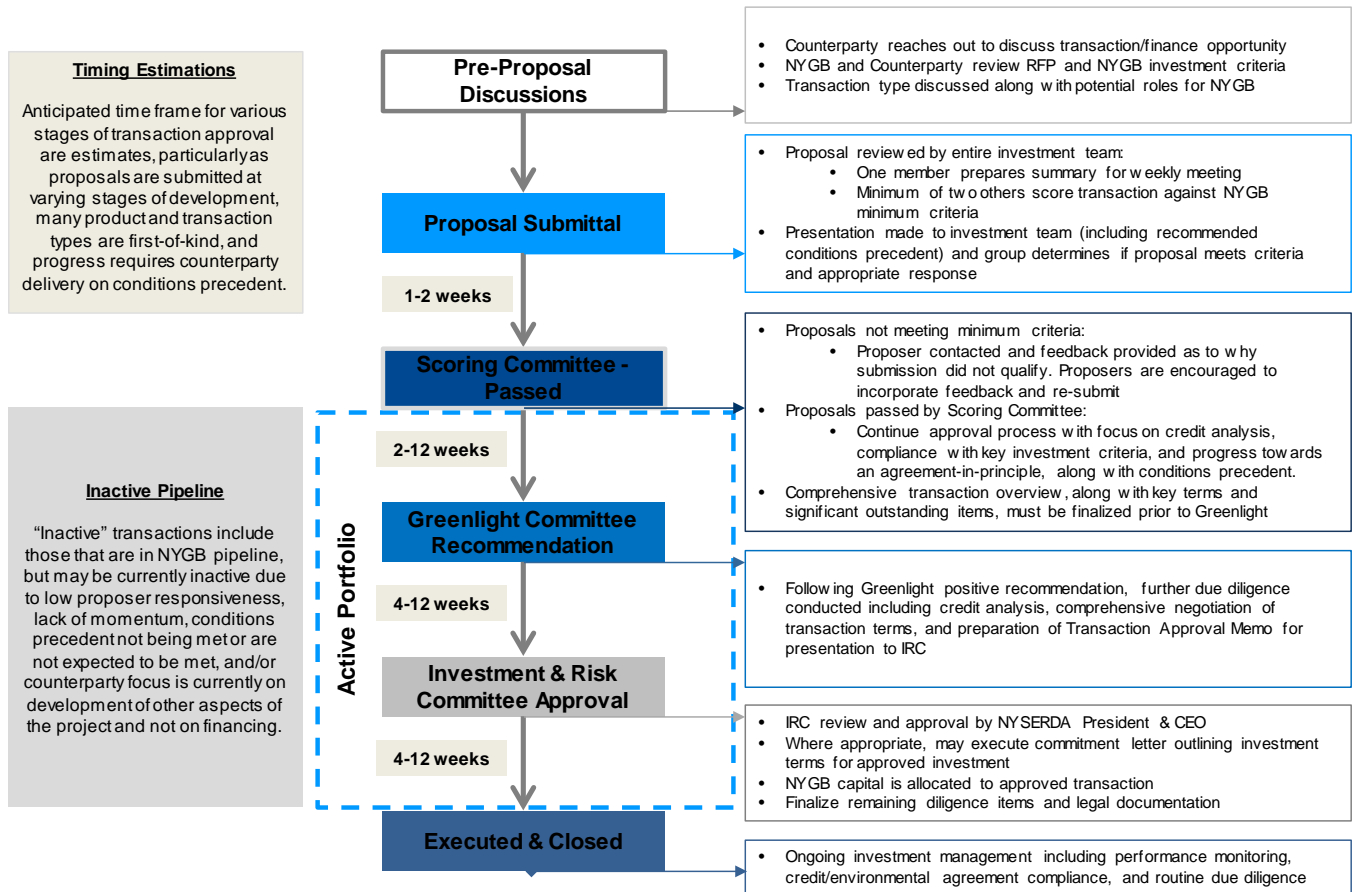 Timing Estimations
Anticipated time frame for various
stages of transaction approval
are estimates, particularly as
proposals are submitted at
varying stages of development,
many product and transaction
types are first-of-kind, and
progress requires counterparty
delivery on conditions precedent.
Inactive Pipeline
“Inactive” transactions include
those that are in NYGB pipeline,
but may be currently inactive due
to low proposer responsiveness,
lack of momentum, conditions
precedent not being met or are
not expected to be met, and/or
counterparty focus is currently on
development of other aspects of
the project and not on financing.
Pre-Proposal
Discussions
Proposal Submittal
1-2 weeks
Scoring Committee -
Passed
2-12 weeks
Active Portfolio
Greenlight Committee
Recommendation
4-12 weeks
Investment & Risk
Committee Approval
4-12 weeks
Executed & Closed
• Counterparty reaches out to discuss transaction/finance opportunity
• NYGB and Counterparty review RFP and NYGB investment criteria
• Transaction type discussed along with potential roles for NYGB
• Proposal reviewed by entire investment team:
• One member prepares summary for weekly meeting
• Minimum of two others score transaction against NYGB
minimum criteria
• Presentation made to investment team (including recommended
conditions precedent) and group determines if proposal meets criteria
and appropriate response
• Proposals not meeting minimum criteria:
• Proposer contacted and feedback provided as to why
submission did not qualify. Proposers are encouraged to
incorporate feedback and re-submit
• Proposals passed by Scoring Committee:
• Continue approval process with focus on credit analysis,
compliance with key investment criteria, and progress towards
an agreement-in-principle, along with conditions precedent.
• Comprehensive transaction overview, along with key terms and
significant outstanding items, must be finalized prior to Greenlight
• Following Greenlight positive recommendation, further due diligence
conducted including credit analysis, comprehensive negotiation of
transaction terms, and preparation of Transaction Approval Memo for
presentation to IRC
• IRC review and approval by NYSERDA President & CEO
• Where appropriate, may execute commitment letter outlining investment
terms for approved investment
• NYGB capital is allocated to approved transaction
• Finalize remaining diligence items and legal documentation
• Ongoing investment management including performance monitoring,
credit/environmental agreement compliance, and routine due diligence